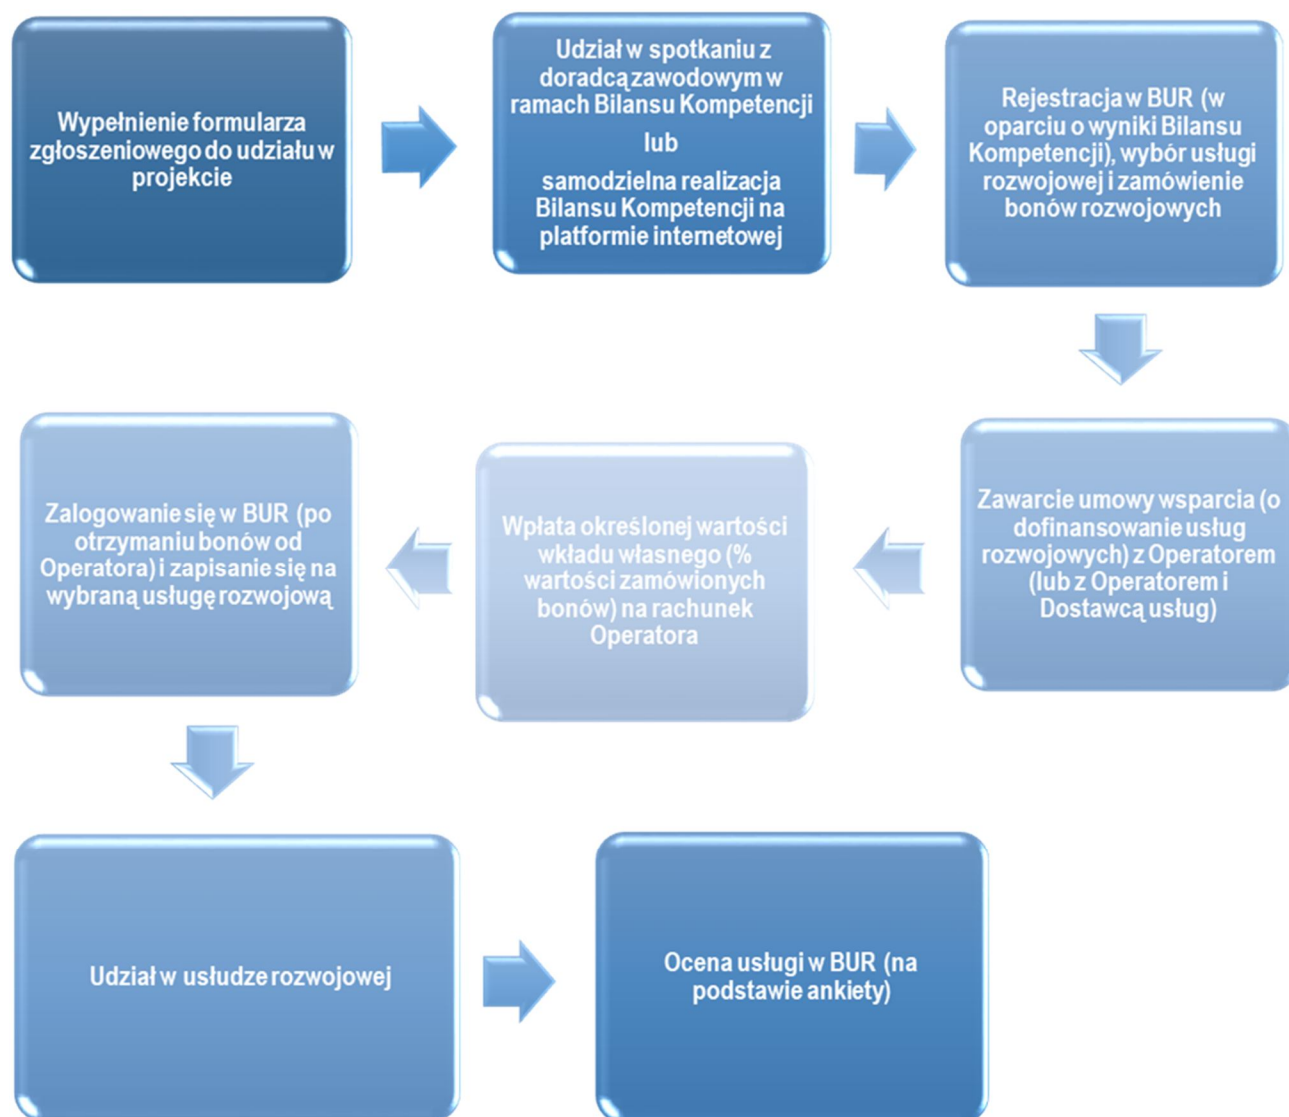 Wypełnienie formularza
zgłoszeniowego do udziału w
projekcie
Udział w spotkaniu z
doradcą zawodowym w
ramach Bilansu Kompetencji
lub
samodzielna realizacja
Bilansu Kompetencji na
platformie internetowej
Rejestracja w BUR (w
oparciu o wyniki Bilansu
Kompetencji), wybór usługi
rozwojowej i zamówienie
bonów rozwojowych
Zawarcie umowy wsparcia (o
dofinansowanie usług
rozwojowych) z Operatorem
(lub z Operatorem i
Dostawcą usług)
Wpłata określonej wartości
wkładu własnego (%
wartości zamówionych
bonów) na rachunek
Operatora
Zalogowanie się w BUR (po
otrzymaniu bonów od
Operatora) i zapisanie się na
wybraną usługę rozwojową
Udział w usłudze rozwojowej
Ocena usługi w BUR (na
podstawie ankiety)